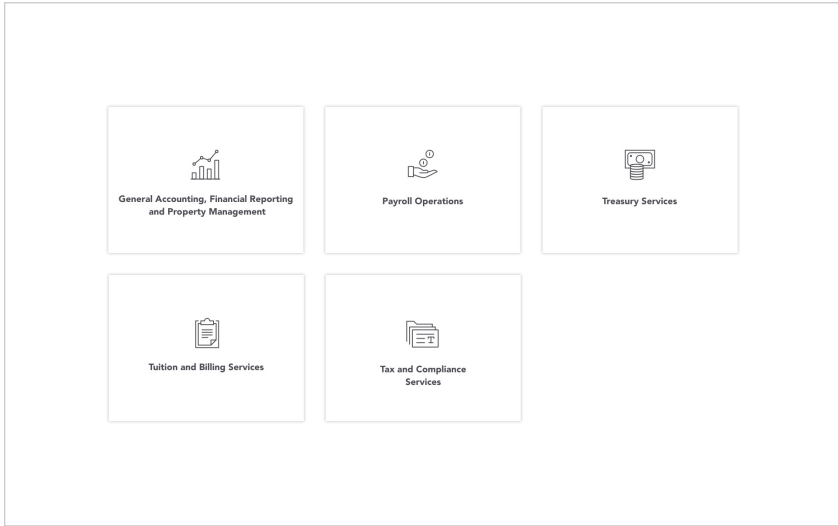 General Accounting, Financial Reporting
and Property Management
Payroll Operations
Treasury Services
Tuition and Billing Services
T
Tax and Compliance
Services